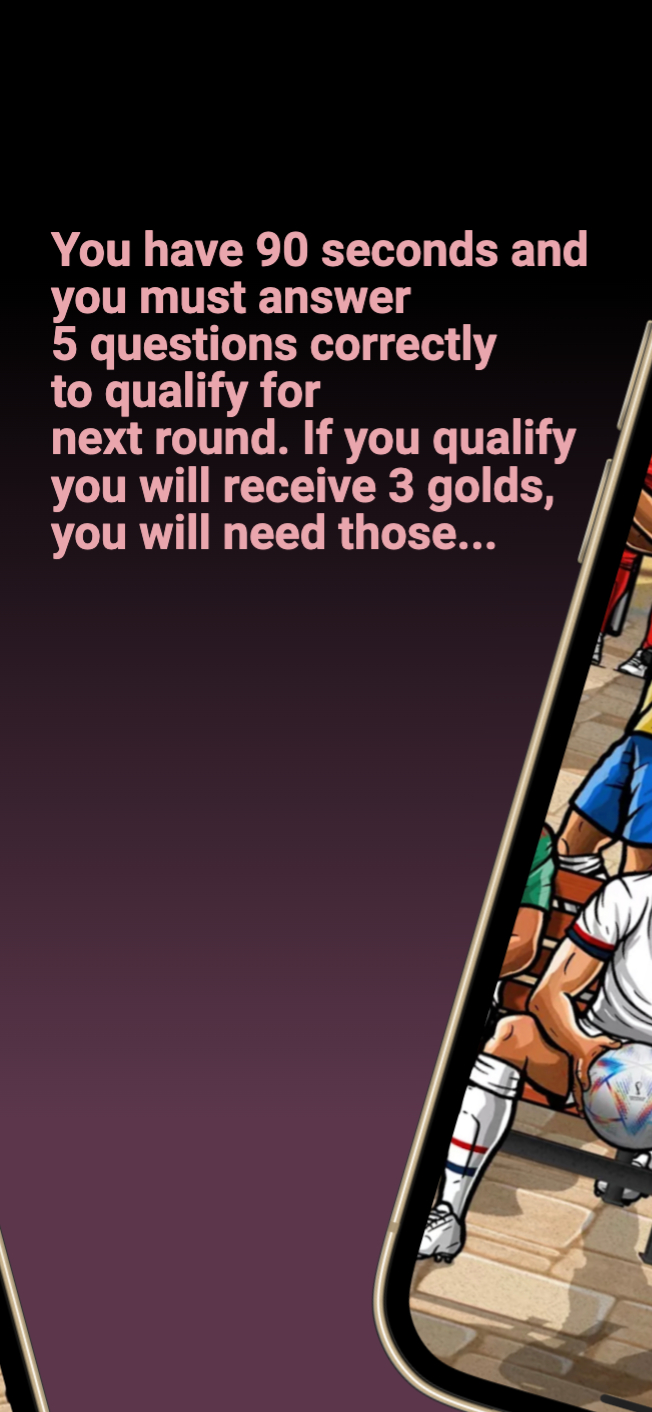 You have 90 seconds and
you must answer
5 questions correctly
to qualify for
next round. If you qualify
you will receive 3 golds,
you will need those...